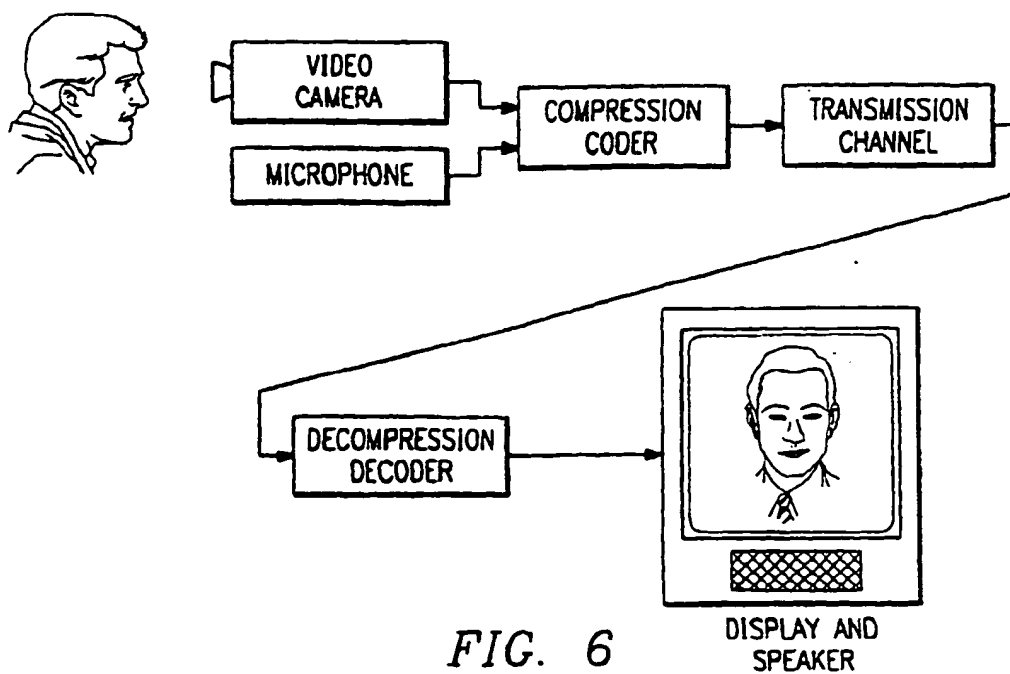 VIDEO
CAMERA
MICROPHONE
COMPRESSION
CODER
TRANSMISSION
CHANNEL
DECOMPRESSION
DECODER
DISPLAY AND
SPEAKER
FIG. 6